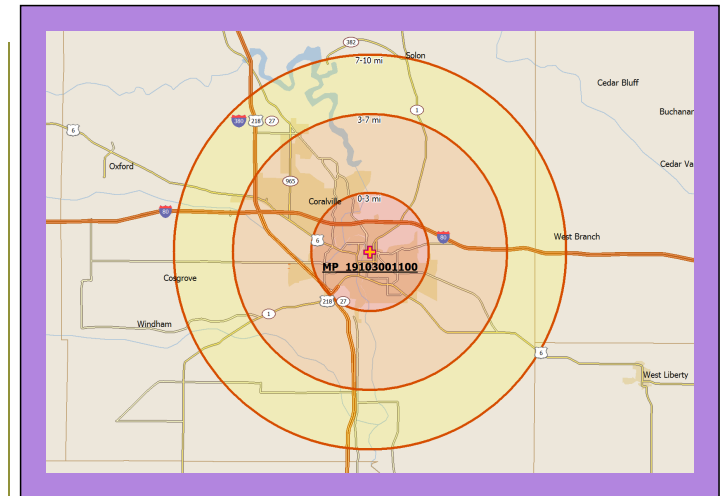 382
Solon
7-10 mi
Cedar Bluff
1
Buchanan
380
218
27
3-7 mi
6
Cedar Va
Oxford
965
0-3 mi
Coralville
80
6
80
West Branch
MP_19103001100
Cosgrove
218
27
1
Windham
6
West Liberty